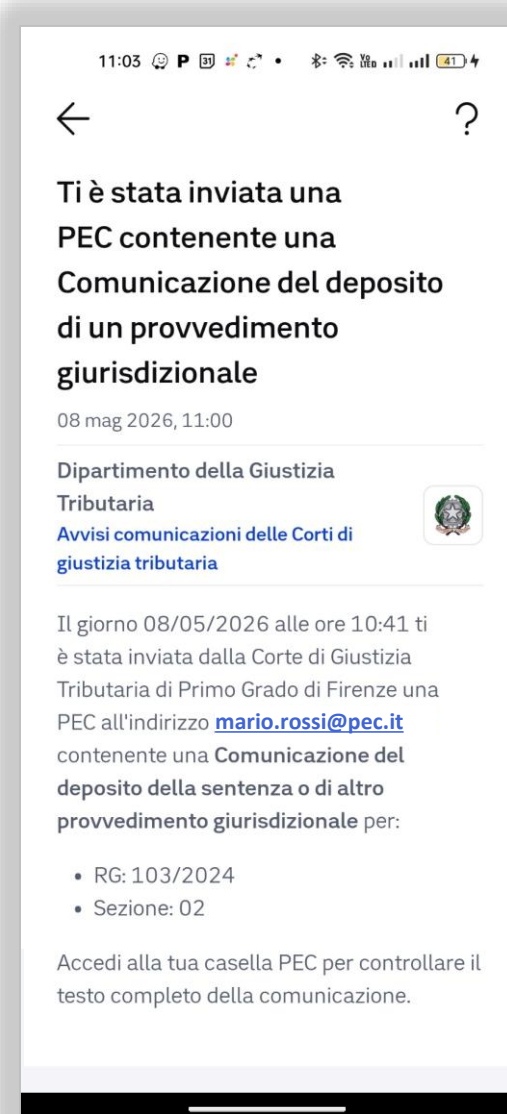 11:03 P 31 Yo LTE 41
?
Ti è stata inviata una
PEC contenente una
Comunicazione del deposito
di un provvedimento
giurisdizionale
08 mag 2026, 11:00
Dipartimento della Giustizia
Tributaria
Avvisi comunicazioni delle Corti di
giustizia tributaria
Il giorno 08/05/2026 alle ore 10:41 ti
è stata inviata dalla Corte di Giustizia
Tributaria di Primo Grado di Firenze una
PEC all'indirizzo mario.rossi@pec.it
contenente una Comunicazione del
deposito della sentenza o di altro
provvedimento giurisdizionale per:
• RG: 103/2024
• Sezione: 02
Accedi alla tua casella PEC per controllare il
testo completo della comunicazione.